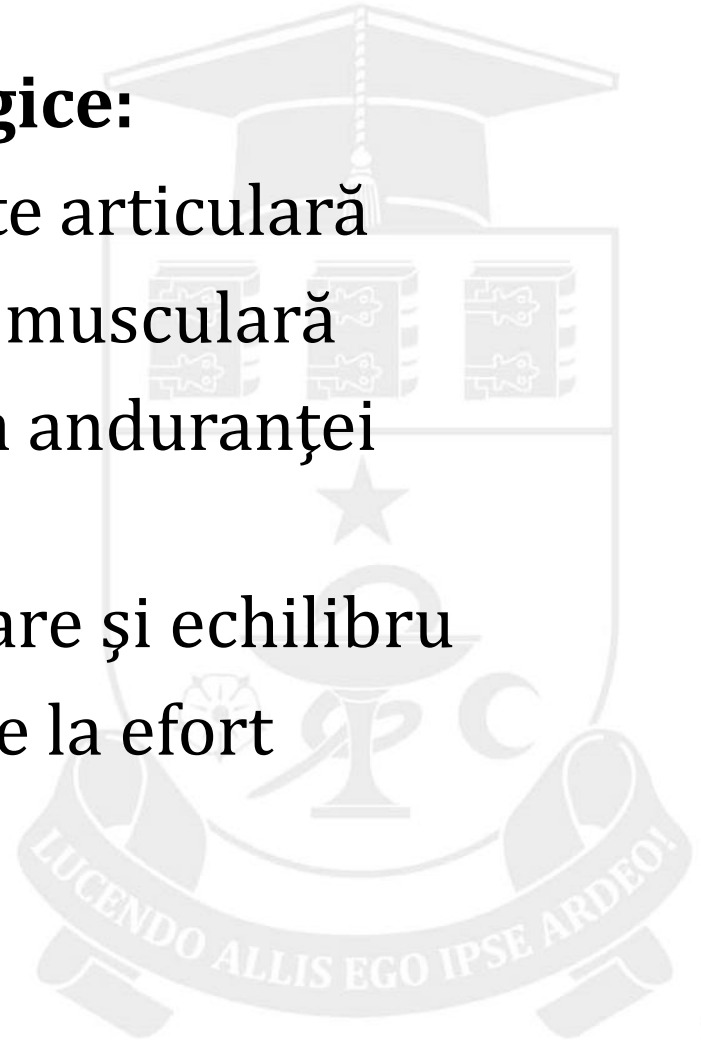 gice:
te articulară
musculară
n anduranţei
are şi echilibru
e la efort
LUCENDO ALLIS EGO IPSE ARDEO!